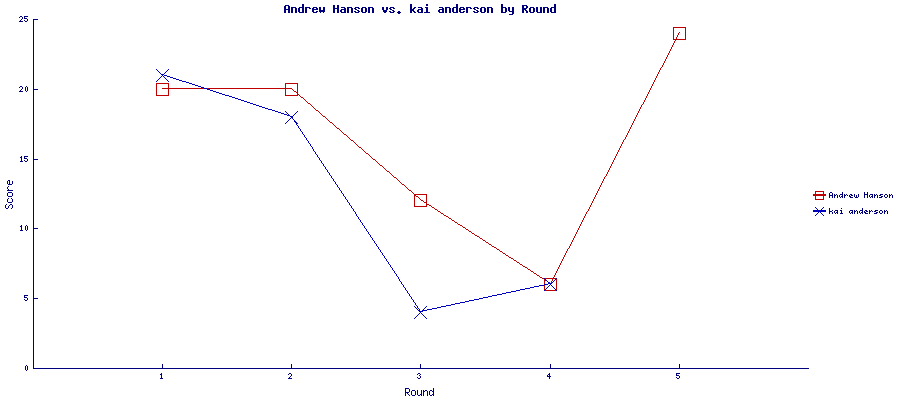 Andrew Hanson vs. kai anderson by Round
25
20
15
10
5
0
Score
1 2 3 4 5
Round
Andrew Hanson
kai anderson